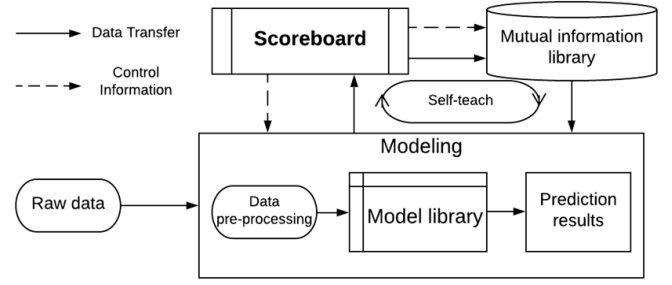 Data Transfer
Control
Information
Scoreboard
Mutual information
library
Self-teach
Modeling
Raw data
Data
pre-processing
Model library
Prediction
results